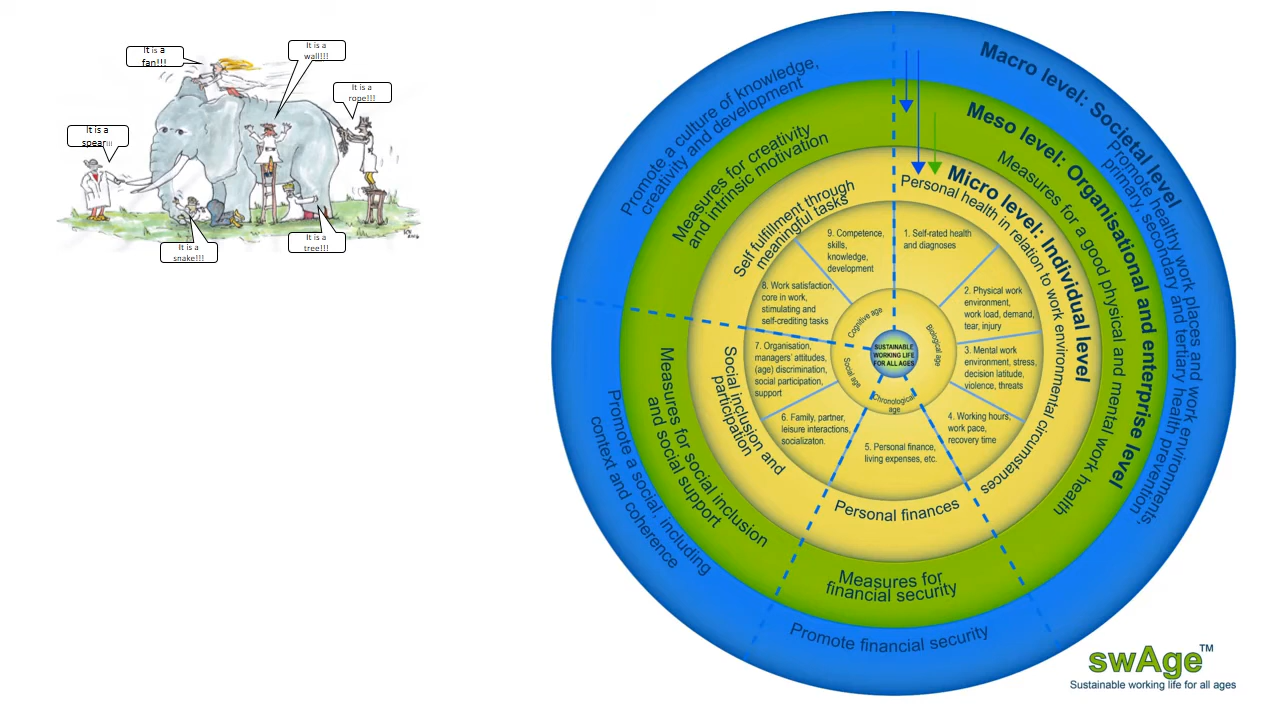 It is a
fan!!!
It is a
wall!!!
It is a
rope!!!
It is a
spear!!!
It is a
snake!!!
It is a
tree!!!
Macro level: Societal level
Promote healthy work places and work environments,
primary, secondary and tertiary health prevention,
Meso level: Organisational and enterprise level
Measures for a good physical and mental work health
Micro level: Individual level
Personal health in relation to work environmental circumstances
Promote a culture of knowledge,
creativity and development
Measures for creativity
and intrinsic motivation
Self fulfillment through
meaningful tasks
1. Self-rated health
and diagnoses
2. Physical work
environment,
work load, demand,
tear, injury
3. Mental work
environment, stress,
decision latitude,
violence, threats
4. Working hours,
work pace,
recovery time
5. Personal finance,
living expenses, etc.
6. Family, partner,
leisure interactions,
socializaton.
7. Organisation,
managers' attitudes,
(age) discrimination,
social participation,
support
8. Work satisfaction,
core in work,
stimulating and
self-crediting tasks
9. Competence,
skills,
knowledge,
development
Cognitive age
Biological age
Social age
Chronological
age
SUSTAINABLE
WORKING LIFE
FOR ALL AGES
Social inclusion and
participation
Measures for social inclusion
and social support
Promote a social, including
context and coherence
Personal finances
Measures for
financial security
Promote financial security
swAge™
Sustainable working life for all ages